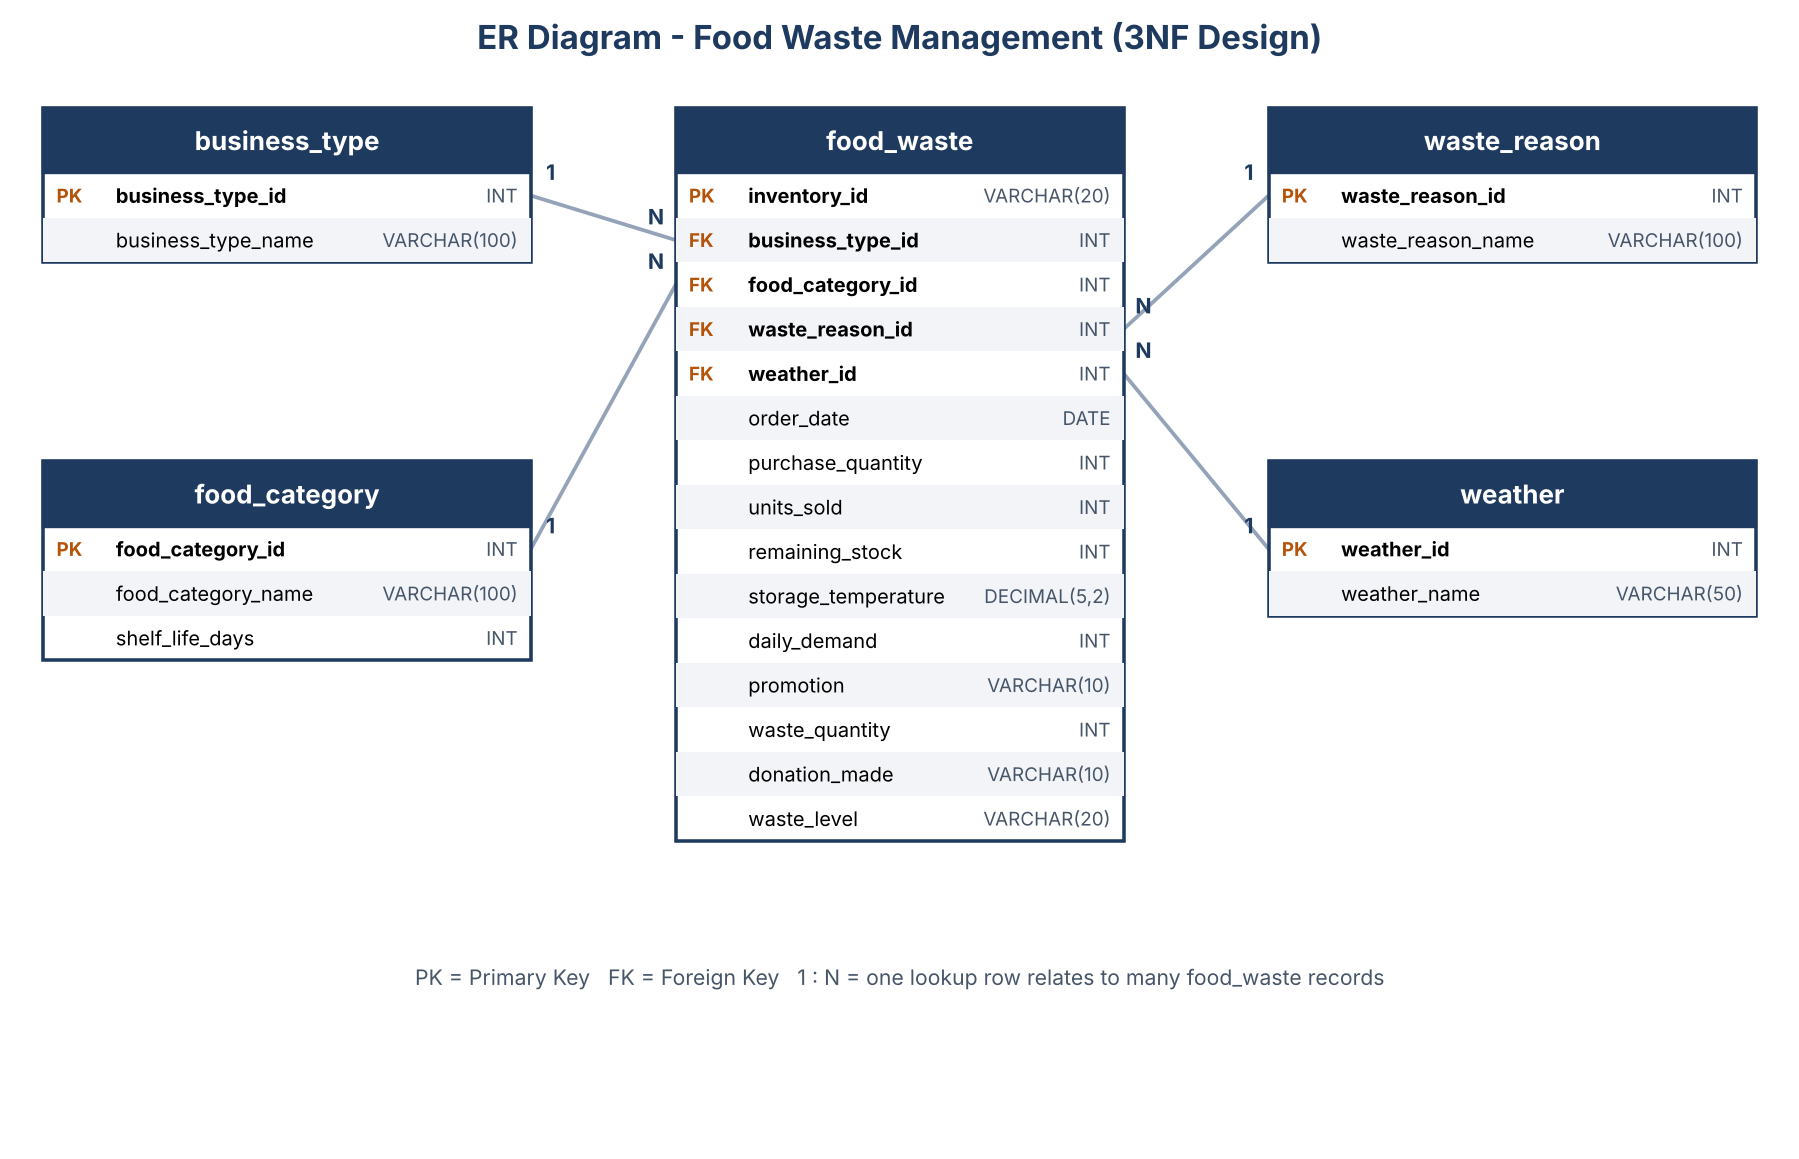 ER Diagram - Food Waste Management (3NF Design)
business_type
PK business_type_id INT
business_type_name VARCHAR(100)
1
N
food_category
PK food_category_id INT
food_category_name VARCHAR(100)
shelf_life_days INT
1
N
food_waste
PK inventory_id VARCHAR(20)
FK business_type_id INT
FK food_category_id INT
FK waste_reason_id INT
FK weather_id INT
order_date DATE
purchase_quantity INT
units_sold INT
remaining_stock INT
storage_temperature DECIMAL(5,2)
daily_demand INT
promotion VARCHAR(10)
waste_quantity INT
donation_made VARCHAR(10)
waste_level VARCHAR(20)
waste_reason
PK waste_reason_id INT
waste_reason_name VARCHAR(100)
1
N
weather
PK weather_id INT
weather_name VARCHAR(50)
1
N
PK = Primary Key FK = Foreign Key 1 : N = one lookup row relates to many food_waste records